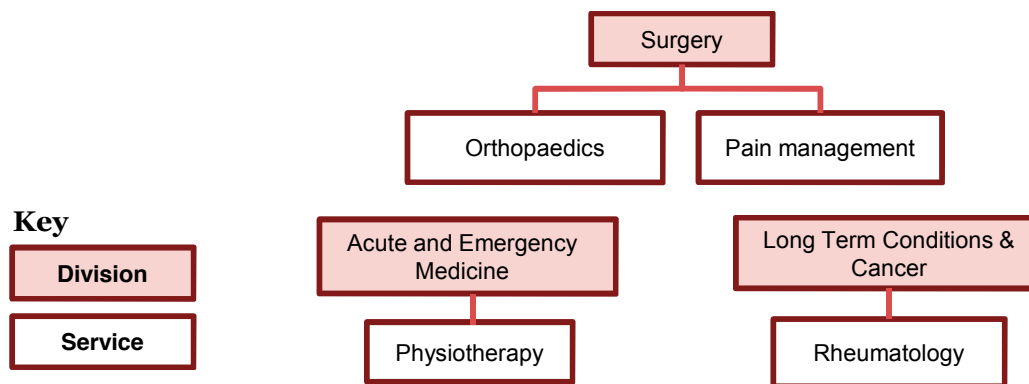 Surgery
Orthopaedics
Pain management
Key
Division
Service
Acute and Emergency
Medicine
Physiotherapy
Long Term Conditions &
Cancer
Rheumatology